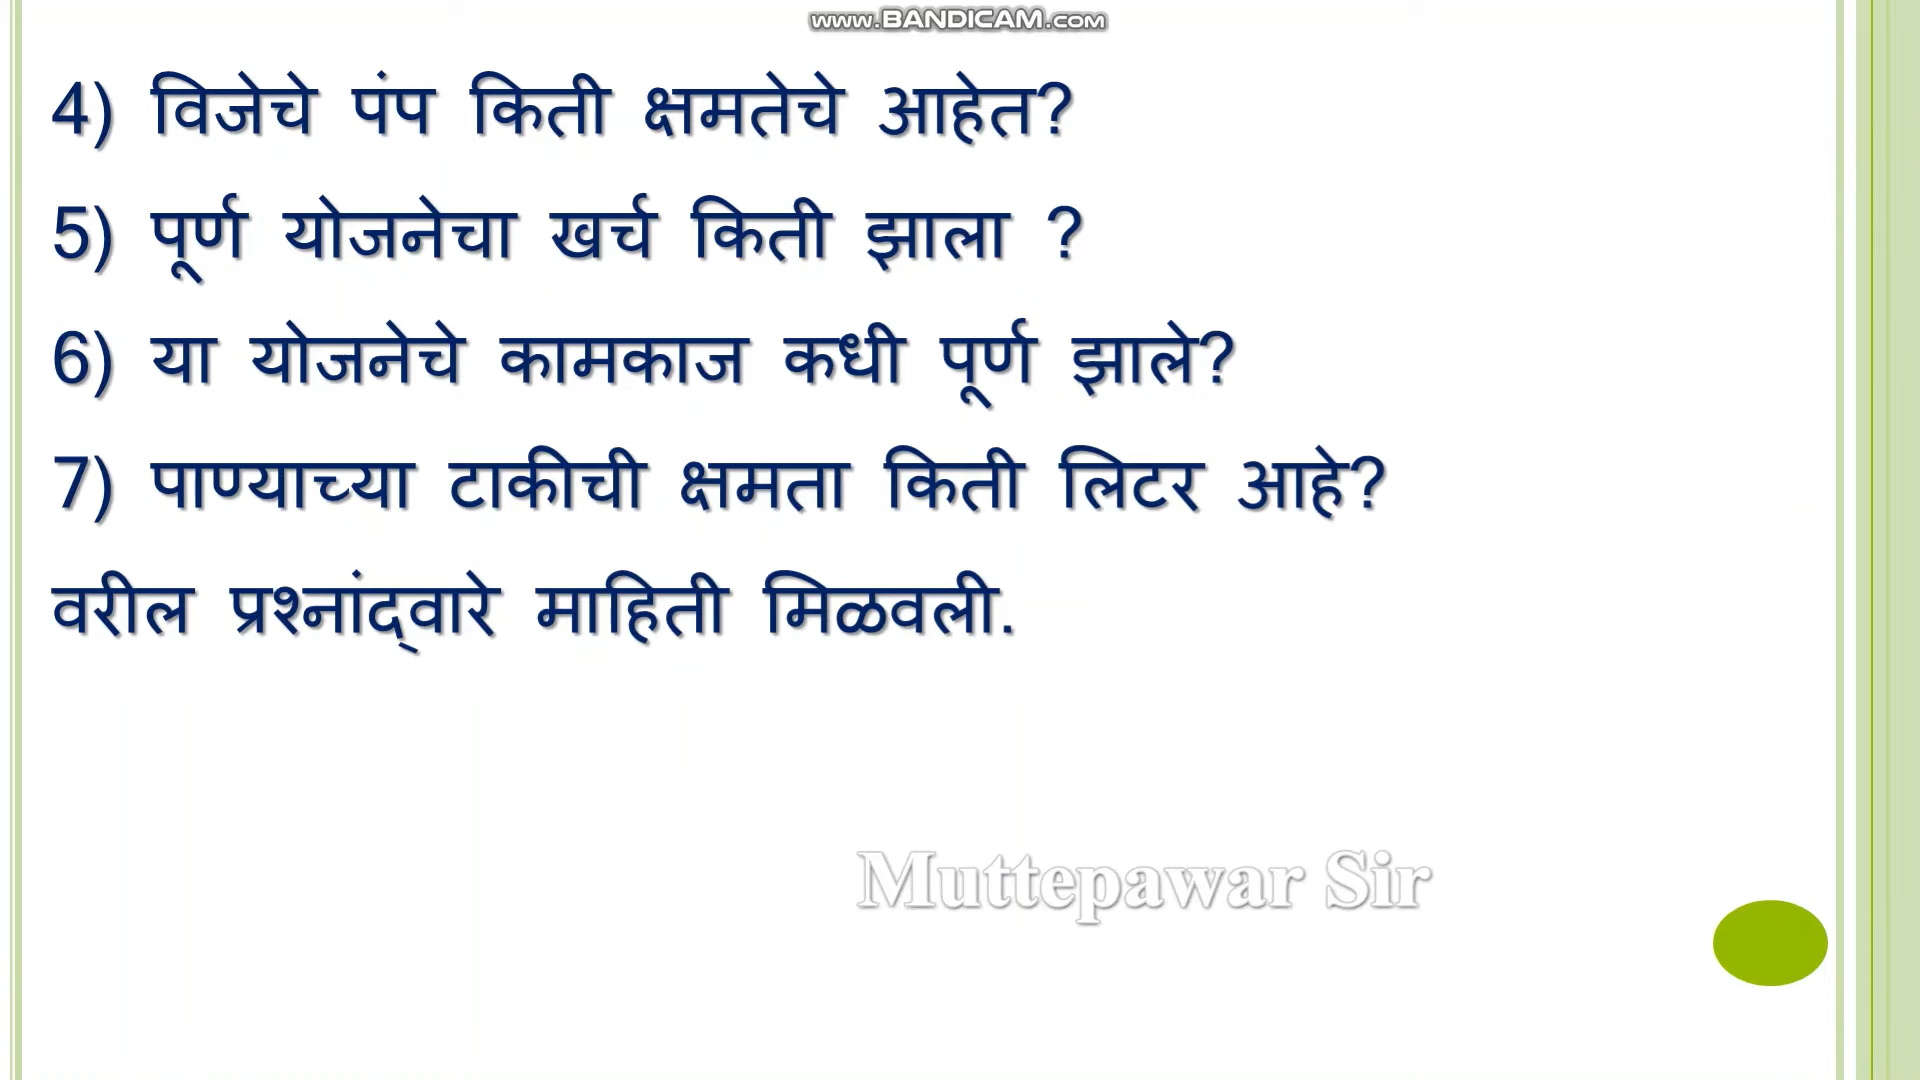 www.BANDICAM.com
4) विजेचे पंप किती क्षमतेचे आहेत?
5) पूर्ण योजनेचा खर्च किती झाला ?
6) या योजनेचे कामकाज कधी पूर्ण झाले?
7) पाण्याच्या टाकीची क्षमता किती लिटर आहे?
वरील प्रश्नांद्‌वारे माहिती मिळवली.
Muttepawar Sir